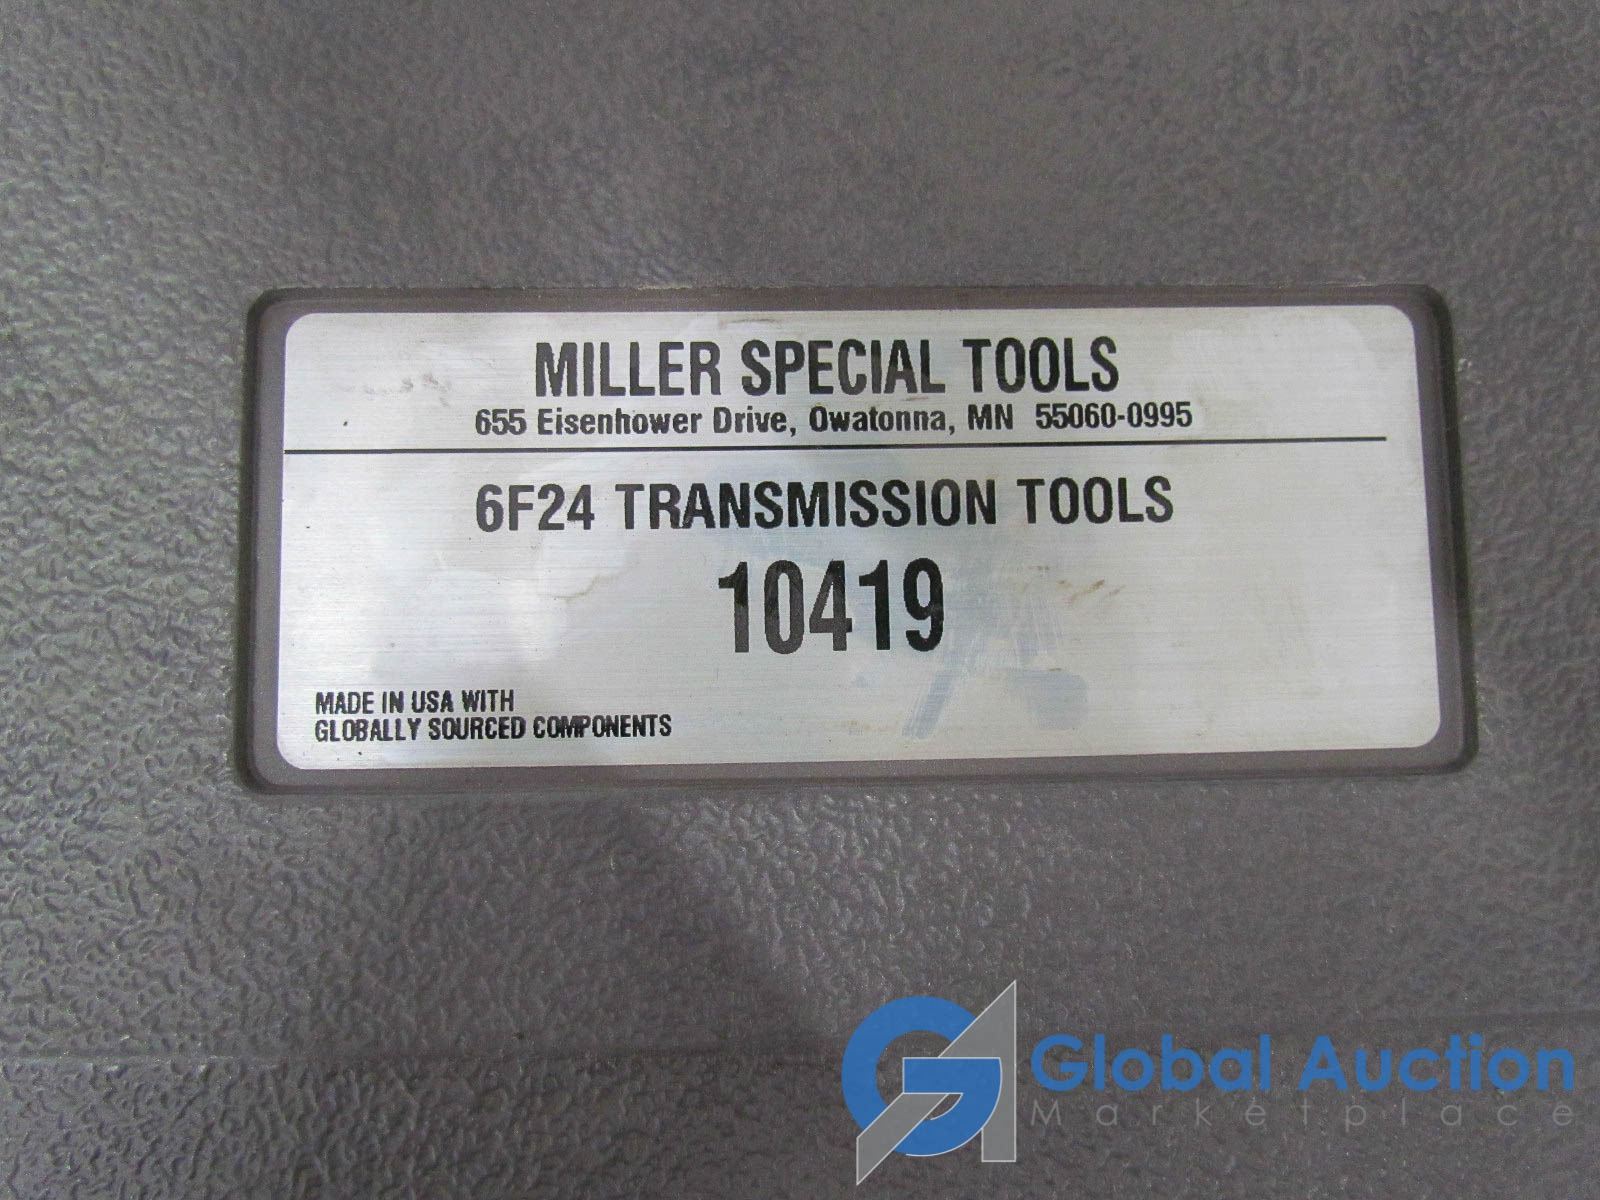 MILLER SPECIAL TOOLS
655 Eisenhower Drive, Owatonna, MN 55060-0995
6F24 TRANSMISSION TOOLS
10419
MADE IN USA WITH
GLOBALLY SOURCED COMPONENTS
Global Auction
Marketplace